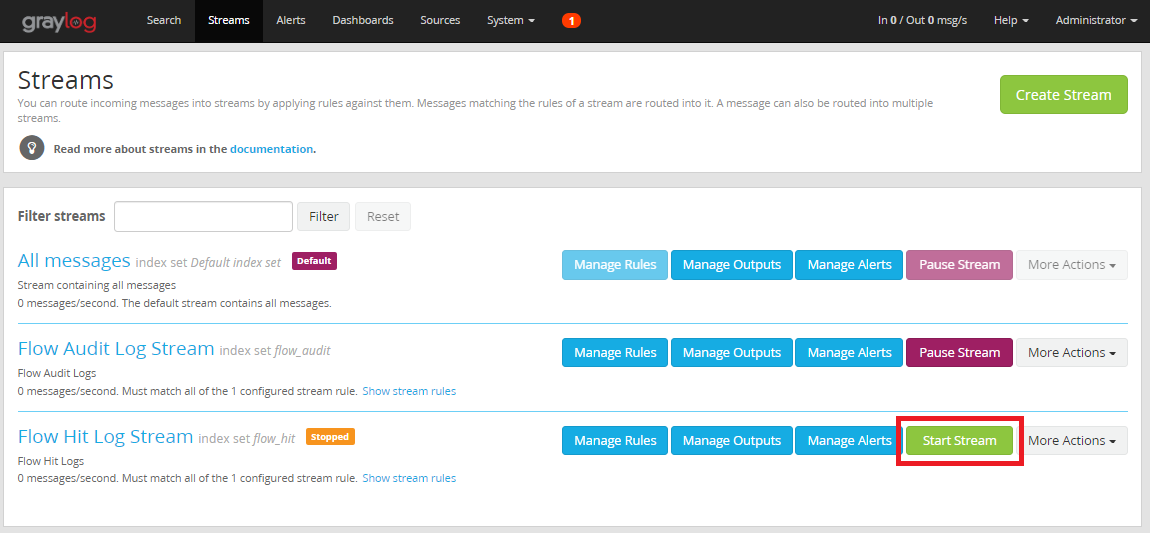 graylog Search Streams Alerts Dashboards Sources System 1 In 0 / Out 0 msg/s Help Administrator
Streams
You can route incoming messages into streams by applying rules against them. Messages matching the rules of a stream are routed into it. A message can also be routed into multiple
streams.
Create Stream
Read more about streams in the documentation.
Filter streams Filter Reset
All messages index set Default index set Default Manage Rules Manage Outputs Manage Alerts Pause Stream More Actions
Stream containing all messages
0 messages/second. The default stream contains all messages.
Flow Audit Log Stream index set flow_audit Manage Rules Manage Outputs Manage Alerts Pause Stream More Actions
Flow Audit Logs
0 messages/second. Must match all of the 1 configured stream rule. Show stream rules
Flow Hit Log Stream index set flow_hit Stopped Manage Rules Manage Outputs Manage Alerts Start Stream More Actions
Flow Hit Logs
0 messages/second. Must match all of the 1 configured stream rule. Show stream rules